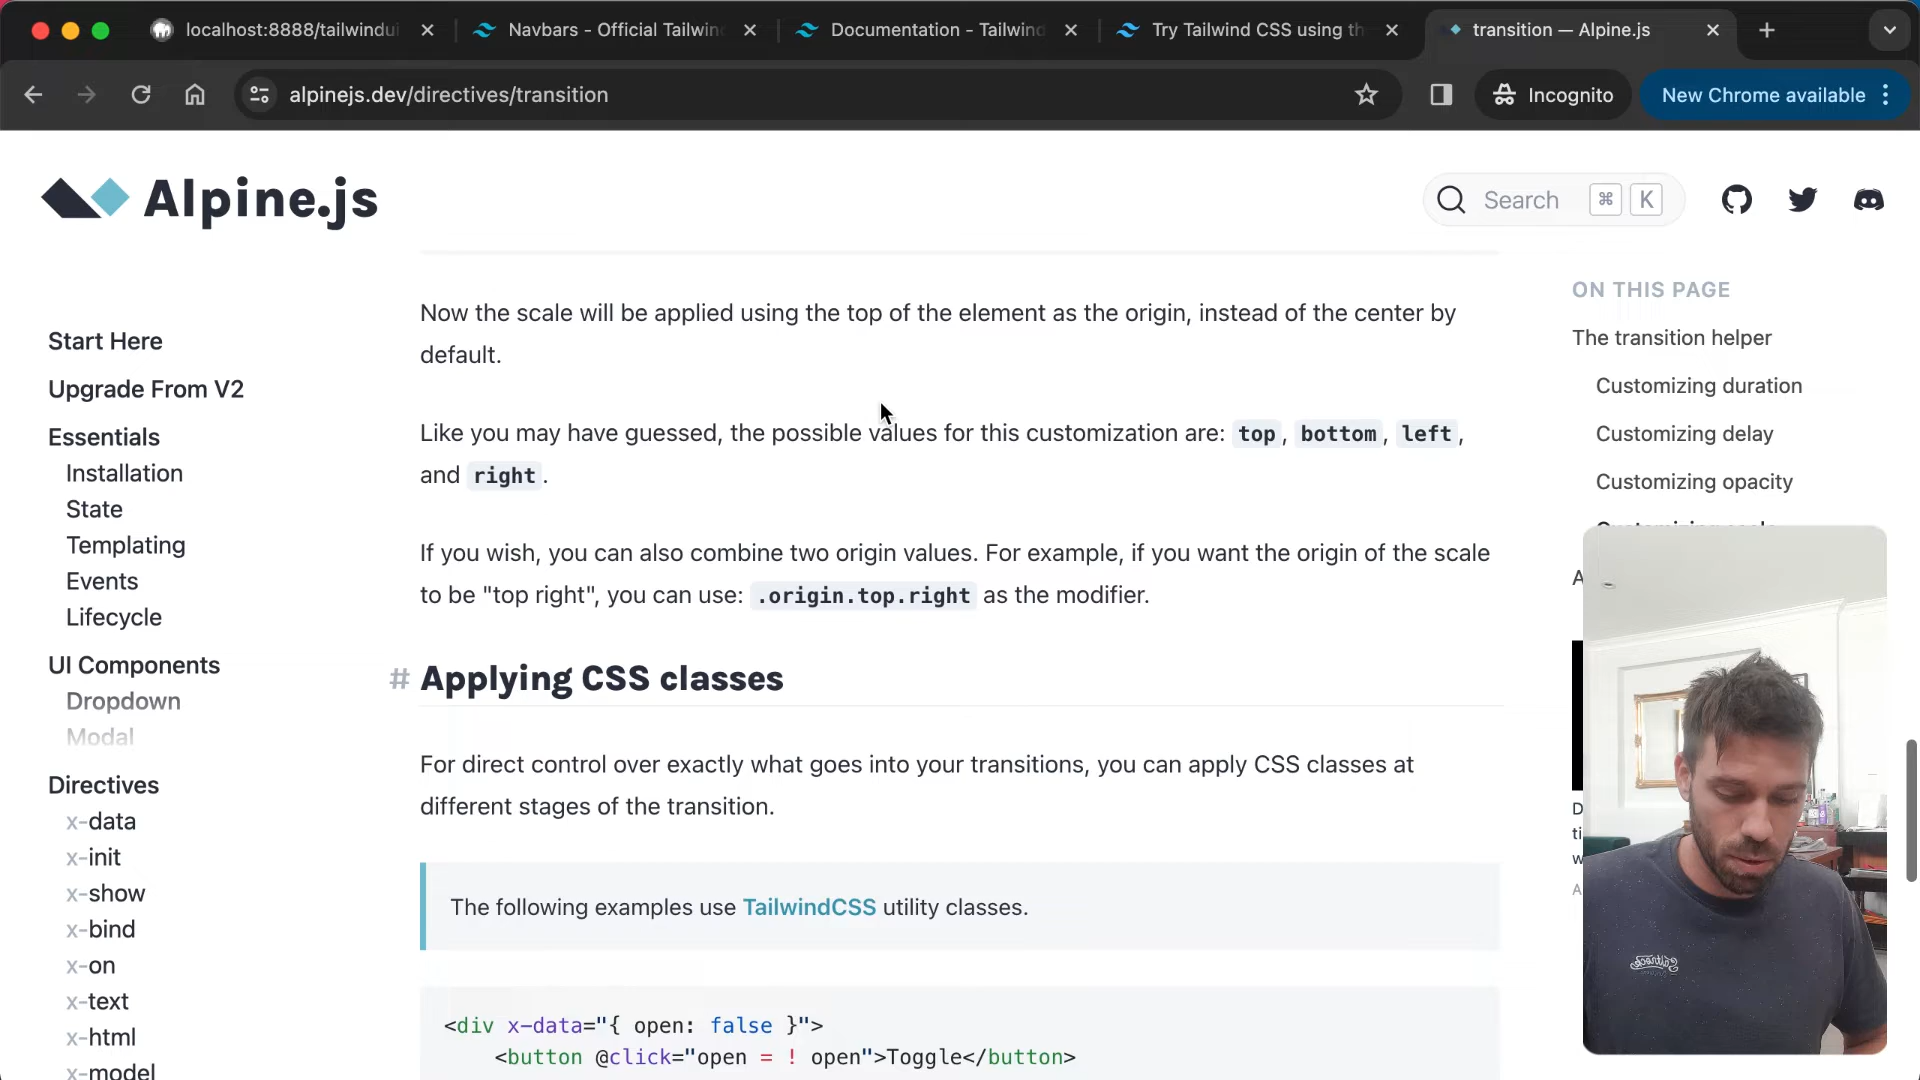 localhost:8888/tailwindui
Navbars - Official Tailwind
Documentation - Tailwind
Try Tailwind CSS using th
transition — Alpine.js
alpinejs.dev/directives/transition
Incognito
New Chrome available
Alpine.js
Search ⌘ K
Start Here
Upgrade From V2
Essentials
Installation
State
Templating
Events
Lifecycle
UI Components
Dropdown
Modal
Directives
x-data
x-init
x-show
x-bind
x-on
x-text
x-html
x-model
Now the scale will be applied using the top of the element as the origin, instead of the center by
default.
Like you may have guessed, the possible values for this customization are: top, bottom, left,
and right.
If you wish, you can also combine two origin values. For example, if you want the origin of the scale
to be "top right", you can use: .origin.top.right as the modifier.
# Applying CSS classes
For direct control over exactly what goes into your transitions, you can apply CSS classes at
different stages of the transition.
The following examples use TailwindCSS utility classes.
<div x-data="{ open: false }">
<button @click="open = ! open">Toggle</button>
ON THIS PAGE
The transition helper
Customizing duration
Customizing delay
Customizing opacity